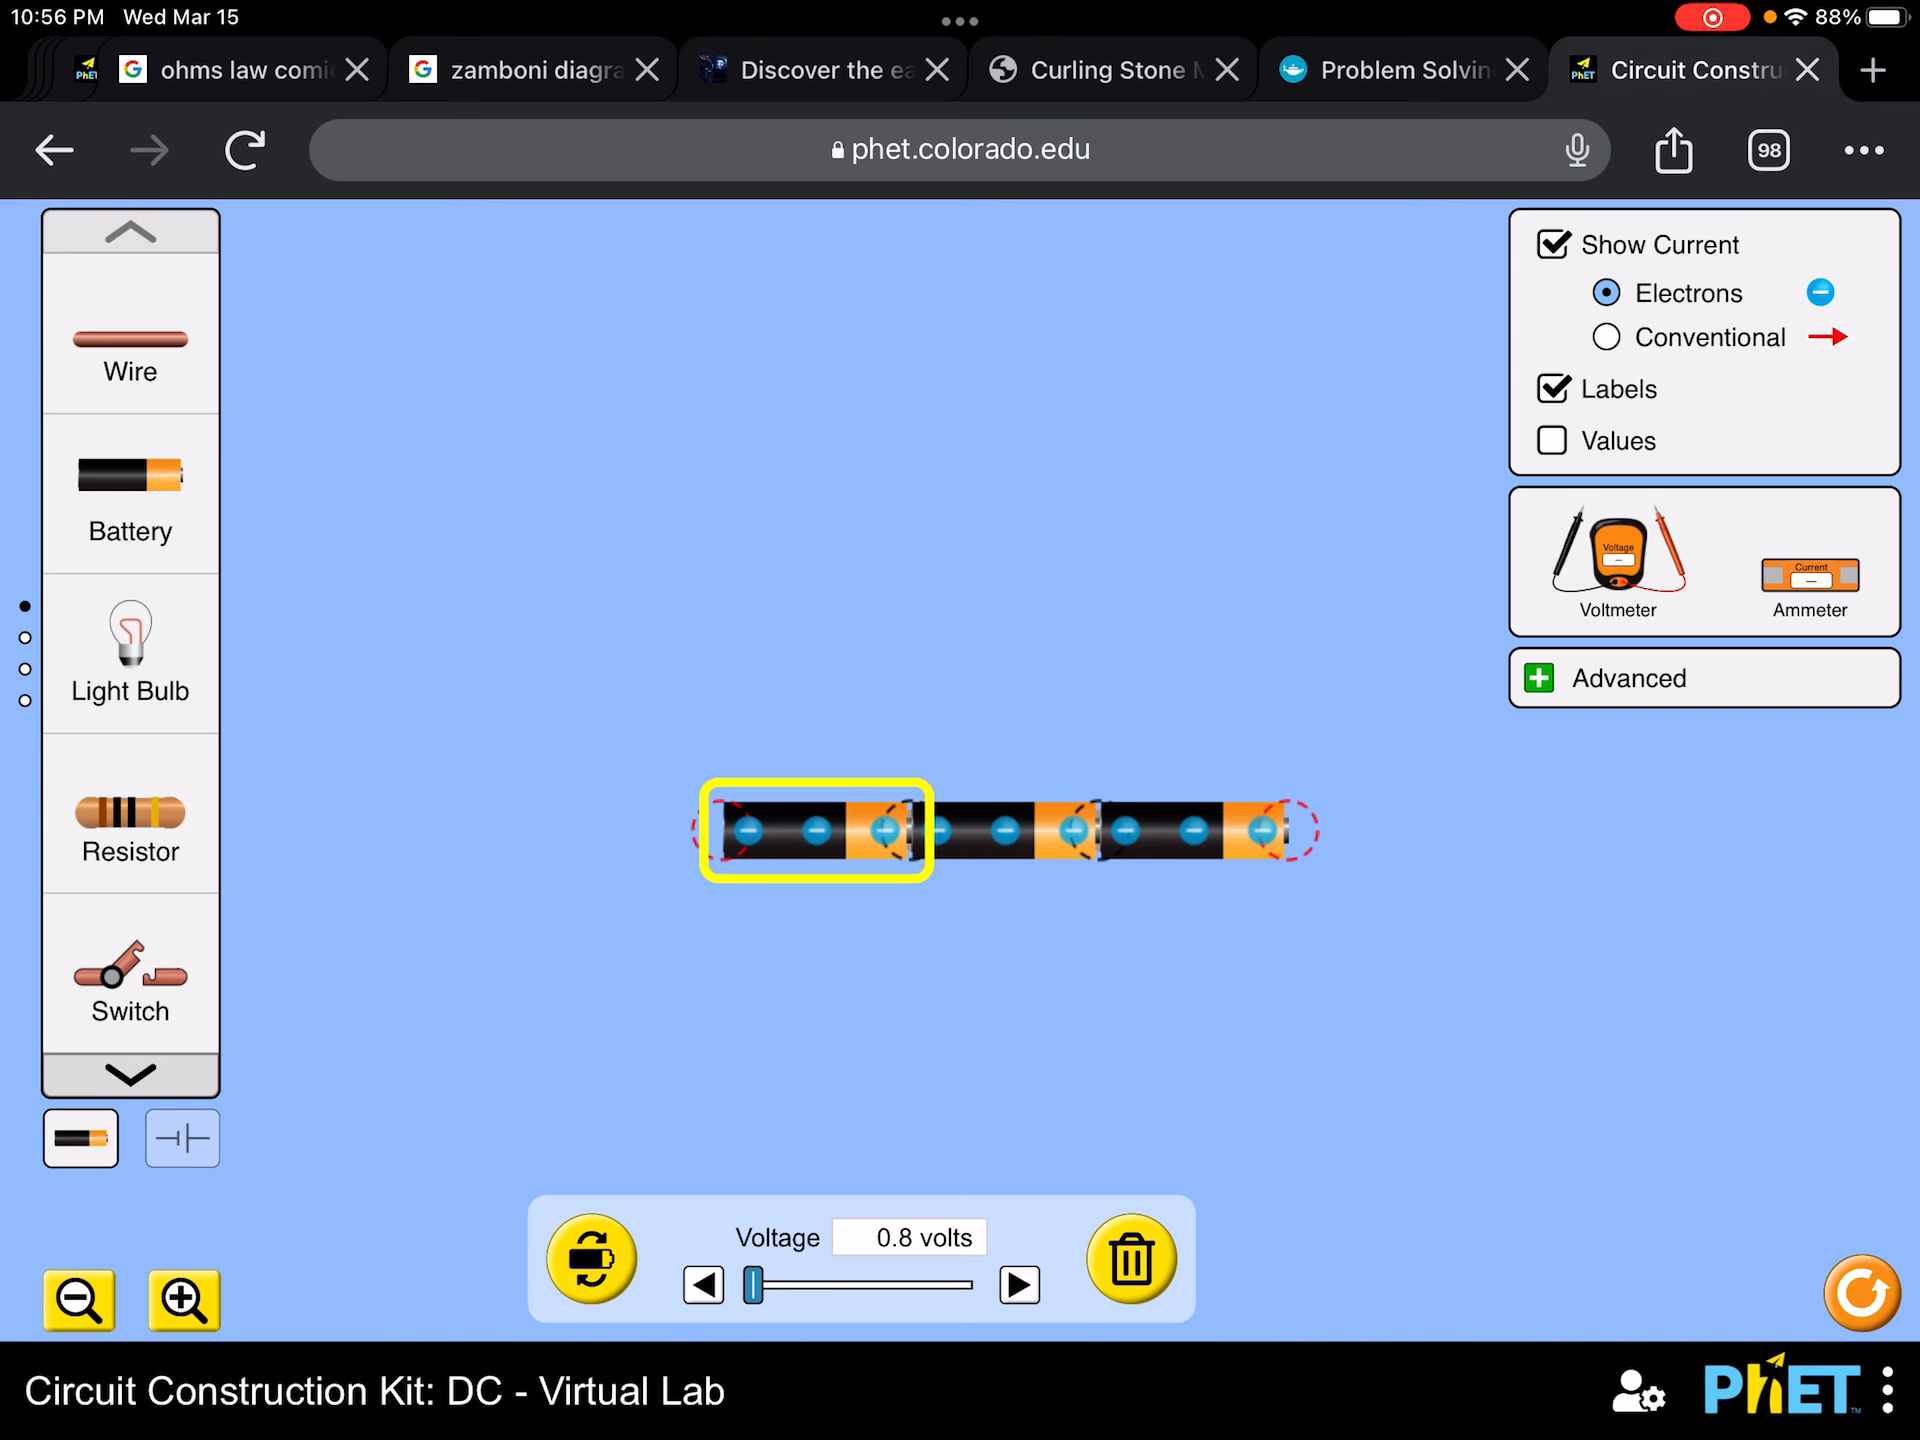 10:56 PM Wed Mar 15
88%
PhET
ohms law comi
zamboni diagra
Discover the ea
Curling Stone M
Problem Solvin
PhET
Circuit Constru
phet.colorado.edu
98
Wire
Battery
Light Bulb
Resistor
Switch
Show Current
Electrons
Conventional
Labels
Values
Voltage
Voltmeter
Current
Ammeter
Advanced
Voltage 0.8 volts
Circuit Construction Kit: DC - Virtual Lab
PhET